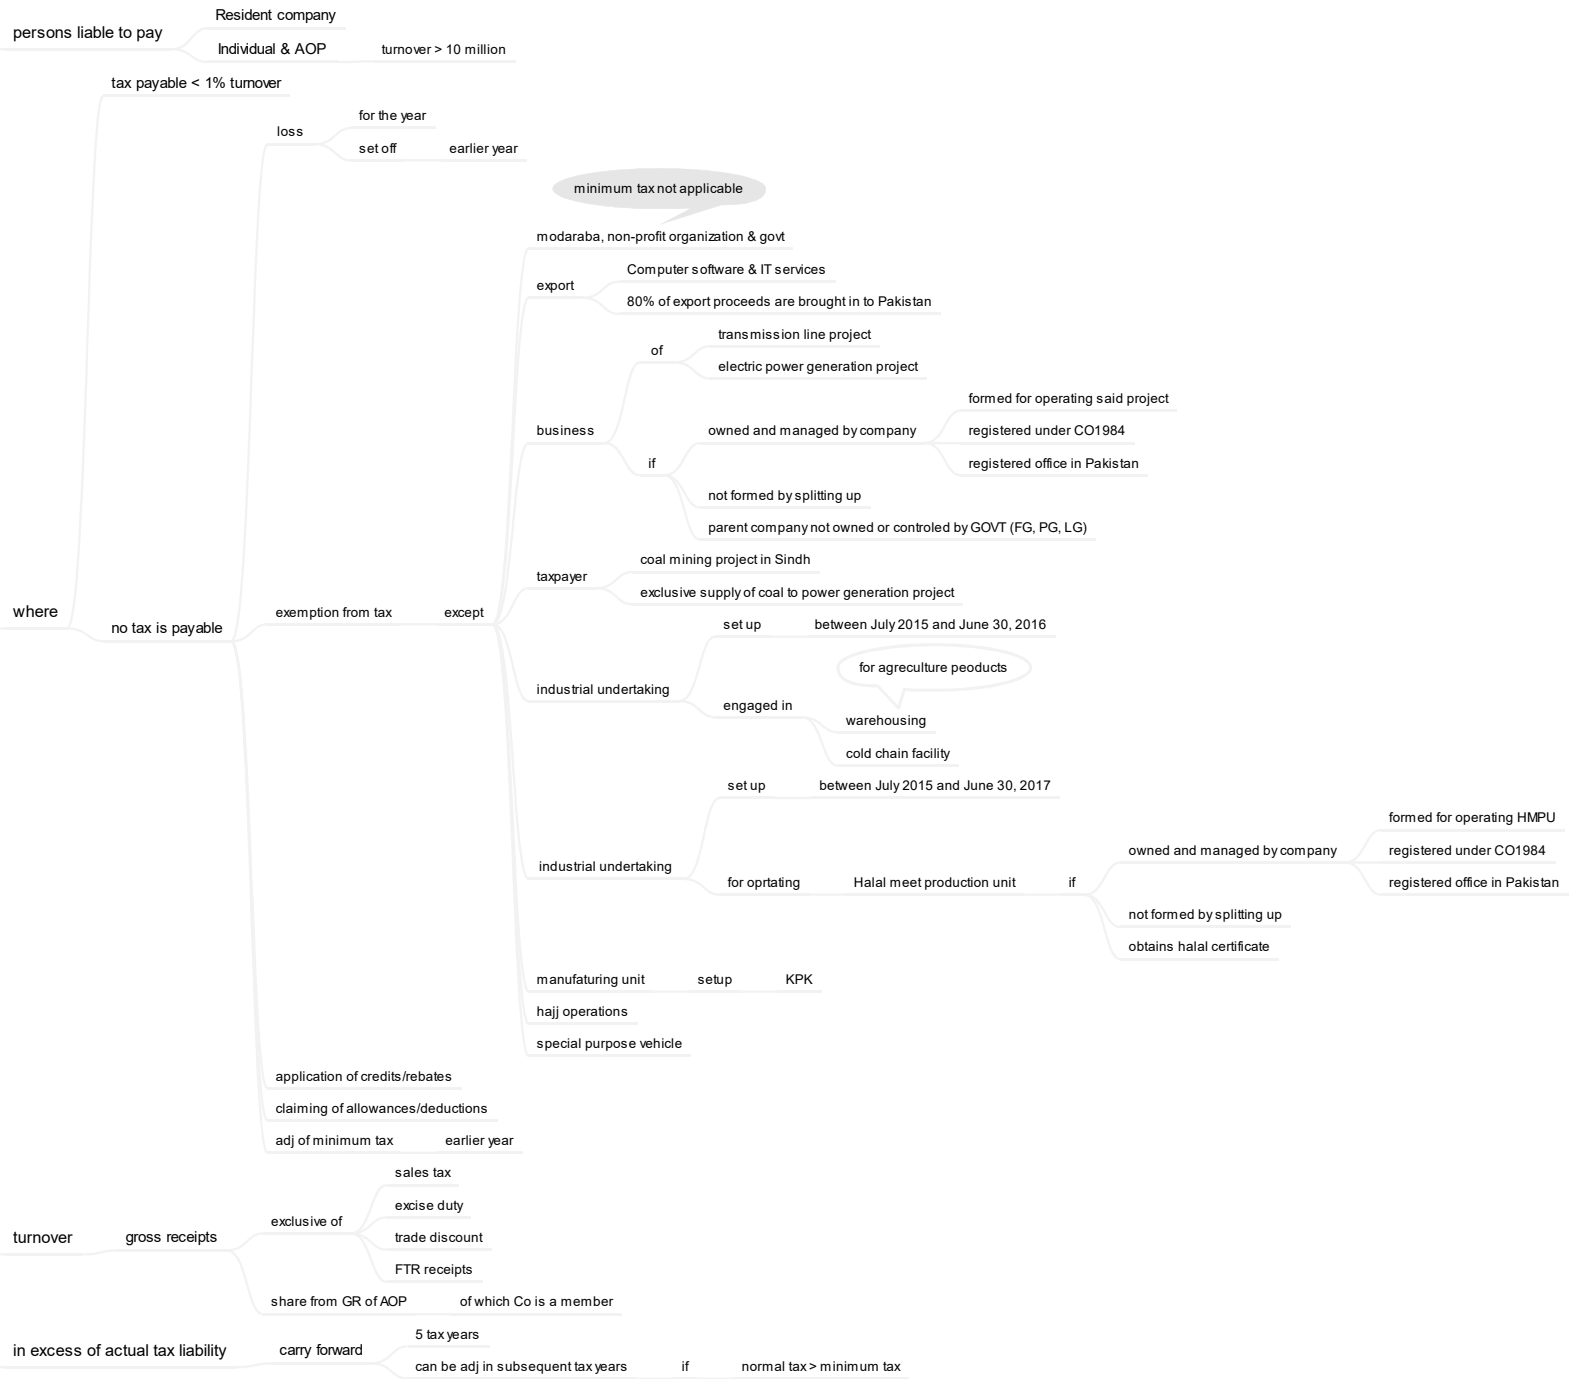 Resident company
persons liable to pay
Individual & AOP
turnover > 10 million
tax payable < 1% turnover
for the year
loss
set off
earlier year
minimum tax not applicable
modaraba, non-profit organization & govt
Computer software & IT services
export
80% of export proceeds are brought in to Pakistan
transmission line project
of
electric power generation project
formed for operating said project
business
owned and managed by company
registered under CO1984
if
registered office in Pakistan
not formed by splitting up
parent company not owned or controled by GOVT (FG, PG, LG)
coal mining project in Sindh
taxpayer
exclusive supply of coal to power generation project
where
no tax is payable
exemption from tax
except
set up
between July 2015 and June 30, 2016
for agreculture peoducts
industrial undertaking
engaged in
warehousing
cold chain facility
set up
between July 2015 and June 30, 2017
formed for operating HMPU
owned and managed by company
registered under CO1984
industrial undertaking
for oprtating
Halal meet production unit
if
registered office in Pakistan
not formed by splitting up
obtains halal certificate
manufaturing unit
setup
KPK
hajj operations
special purpose vehicle
application of credits/rebates
claiming of allowances/deductions
adj of minimum tax
earlier year
sales tax
excise duty
exclusive of
turnover
gross receipts
trade discount
FTR receipts
share from GR of AOP
of which Co is a member
5 tax years
in excess of actual tax liability
carry forward
can be adj in subsequent tax years
if
normal tax > minimum tax